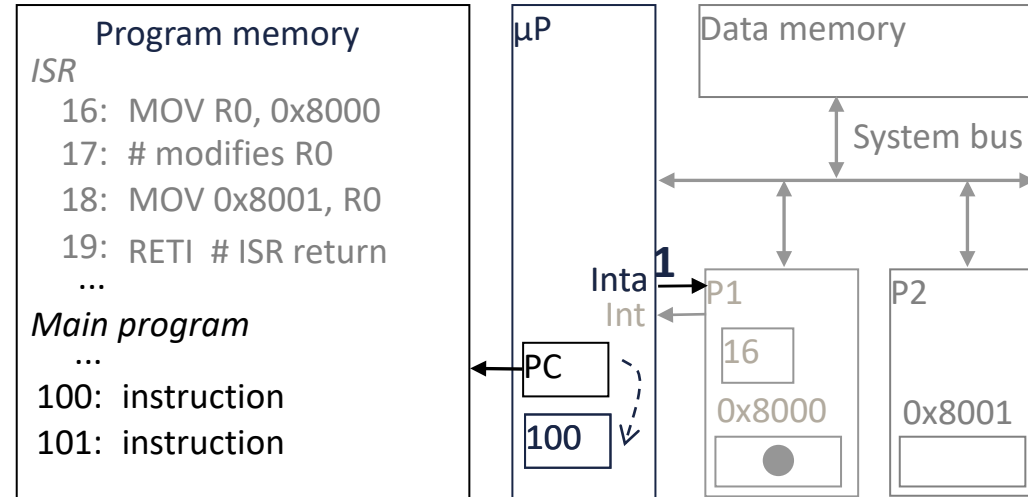 Program memory
ISR
16: MOV R0, 0x8000
17: # modifies R0
18: MOV 0x8001, R0
19: RETI # ISR return
...
Main program
...
100: instruction
101: instruction
μP
Inta 1
Int
PC
100
Data memory
System bus
P1
16
0x8000
P2
0x8001